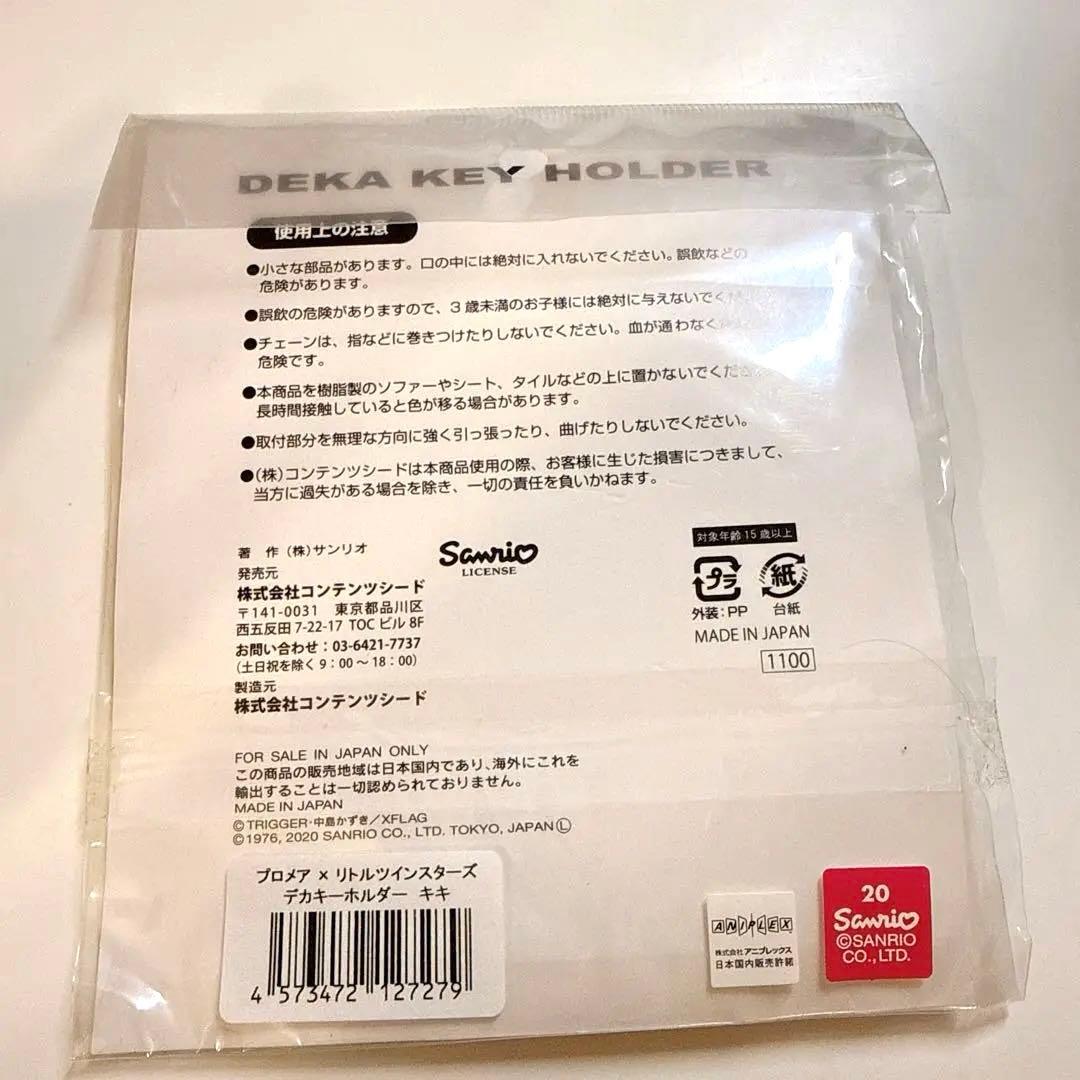 DEKA KEY HOLDER
使用上の注意
●小さな部品があります。口の中には絶対に入れないでください。誤飲などの
危険があります。
●誤飲の危険がありますので、3歳未満のお子様には絶対に与えないでく
●チェーンは、指などに巻きつけたりしないでください。血が通わなく
危険です。
●本商品を樹脂製のソファーやシート、タイルなどの上に置かないでくだ
長時間接触していると色が移る場合があります。
●取付部分を無理な方向に強く引っ張ったり、曲げたりしないでください。
●(株)コンテンツシードは本商品使用の際、お客様に生じた損害につきまして、
当方に過失がある場合を除き、一切の責任を負いかねます。
著 作 (株)サンリオ
発売元
株式会社コンテンツシード
〒141-0031 東京都品川区
西五反田 7-22-17 TOC ビル 8F
お問い合わせ:03-6421-7737
(土日祝を除く 9:00～18:00)
製造元
株式会社コンテンツシード
Sanrio
LICENSE
対象年齢 15 歳以上
プラ 紙
外装:PP 台紙
MADE IN JAPAN
1100
FOR SALE IN JAPAN ONLY
この商品の販売地域は日本国内であり、海外にこれを
輸出することは一切認められておりません。
MADE IN JAPAN
©TRIGGER・中島かずき/XFLAG
©1976, 2020 SANRIO CO., LTD. TOKYO, JAPAN Ⓛ
プロメア × リトルツインスターズ
デカキーホルダー キキ
4 573472 127279
ANIPLEX
株式会社アニプレックス
日本国内販売許諾
20
Sanrio
©SANRIO
CO.,LTD.